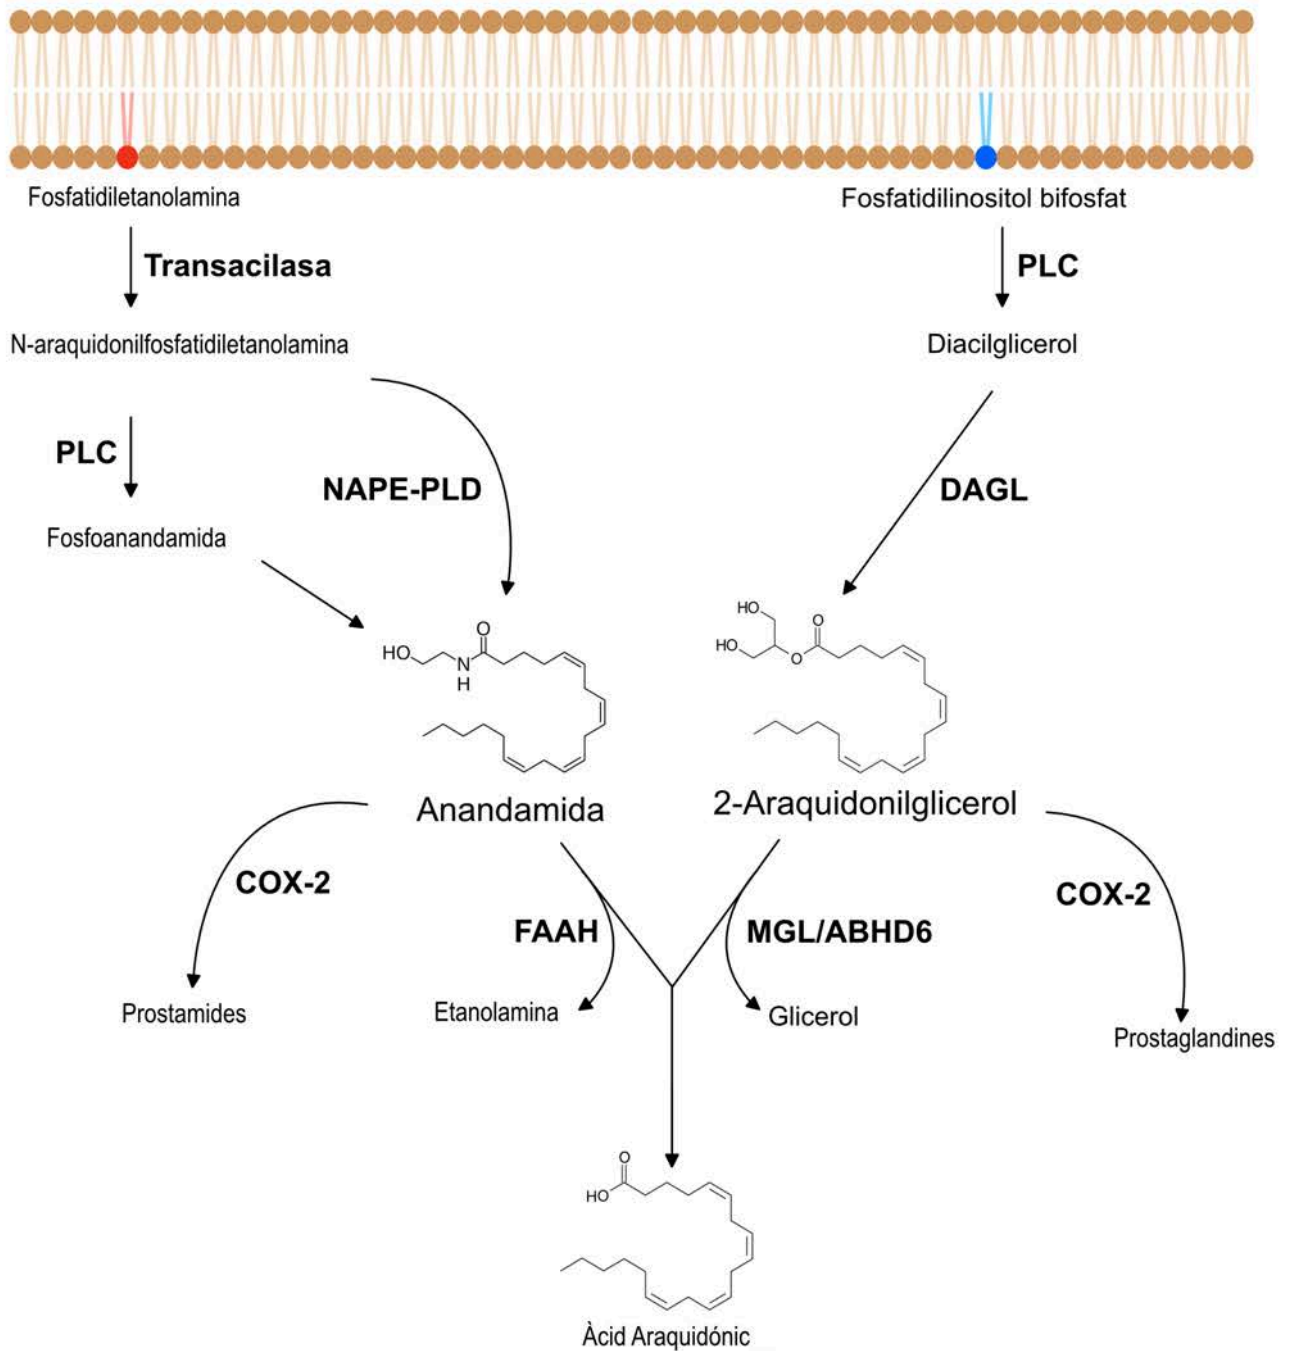 Fosfatidiletanolamina
Fosfatidilinositol bifosfat
Transacilasa
PLC
N-araquidonilfosfatidiletanolamina
Diacilglicerol
PLC
NAPE-PLD
DAGL
Fosfoanandamida
HO
O
N
H
HO
HO
O
O
Anandamida
2-Araquidonilglicerol
COX-2
COX-2
FAAH
MGL/ABHD6
Prostamides
Etanolamina
Glicerol
Prostaglandines
O
HO
Àcid Araquidónic